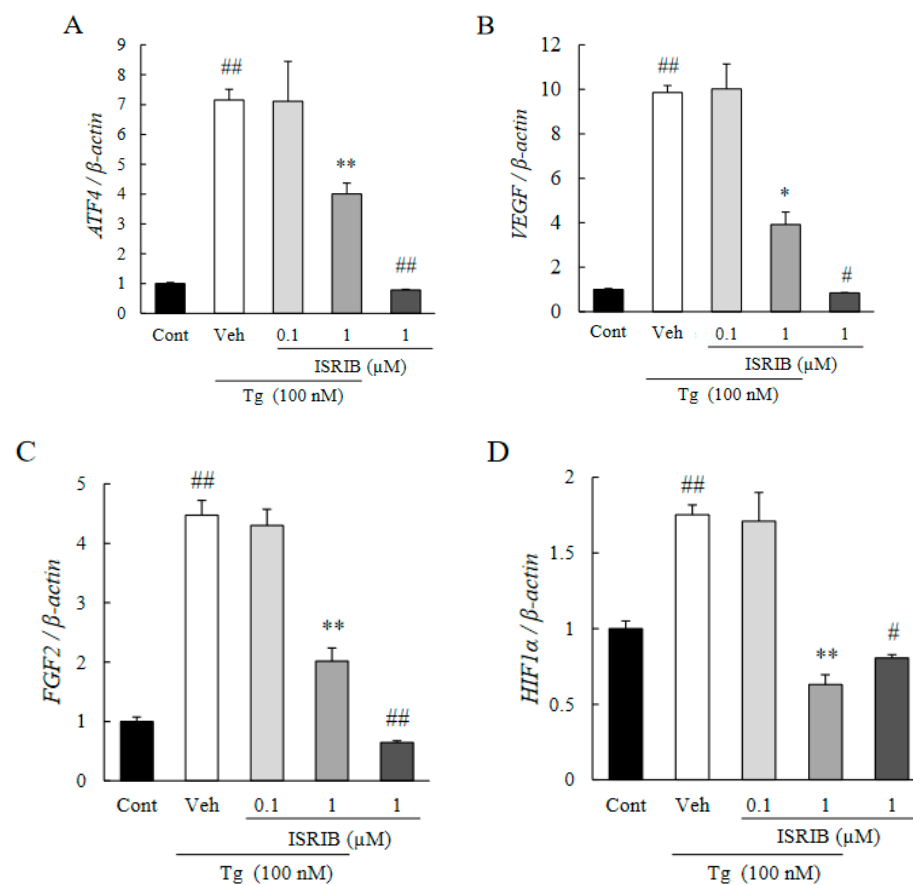 A
ATF4 / β-actin
9
8
7
6
5
4
3
2
1
0
##
**
##
Cont Veh 0.1 1 1
ISRIB (µM)
Tg (100 nM)
B
VEGF / β-actin
12
10
8
6
4
2
0
##
*
#
Cont Veh 0.1 1 1
ISRIB (µM)
Tg (100 nM)
C
FGF2 / β-actin
5
4
3
2
1
0
##
**
##
Cont Veh 0.1 1 1
ISRIB (µM)
Tg (100 nM)
D
HIF1α / β-actin
2
1.5
1
0.5
0
##
**
#
Cont Veh 0.1 1 1
ISRIB (µM)
Tg (100 nM)